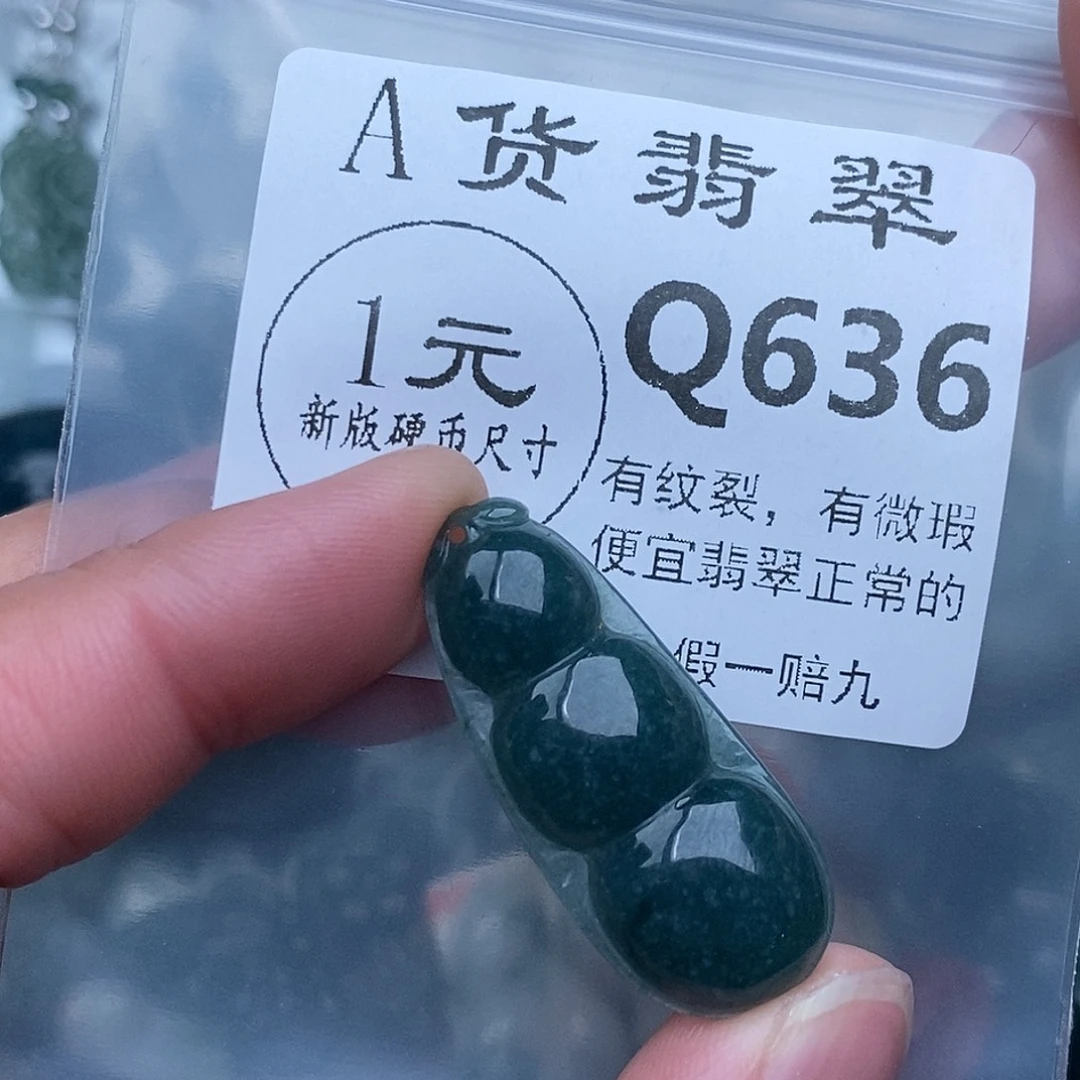 A 货 翡 翠
1元
新版硬币尺寸
Q636
有纹裂，有微瑕
便宜翡翠正常的
假一赔九